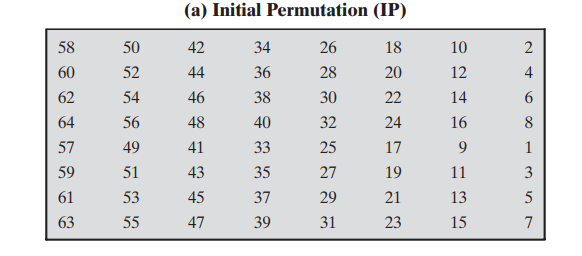 (a) Initial Permutation (IP)
58 50 42 34 26 18 10 2
60 52 44 36 28 20 12 4
62 54 46 38 30 22 14 6
64 56 48 40 32 24 16 8
57 49 41 33 25 17 9 1
59 51 43 35 27 19 11 3
61 53 45 37 29 21 13 5
63 55 47 39 31 23 15 7